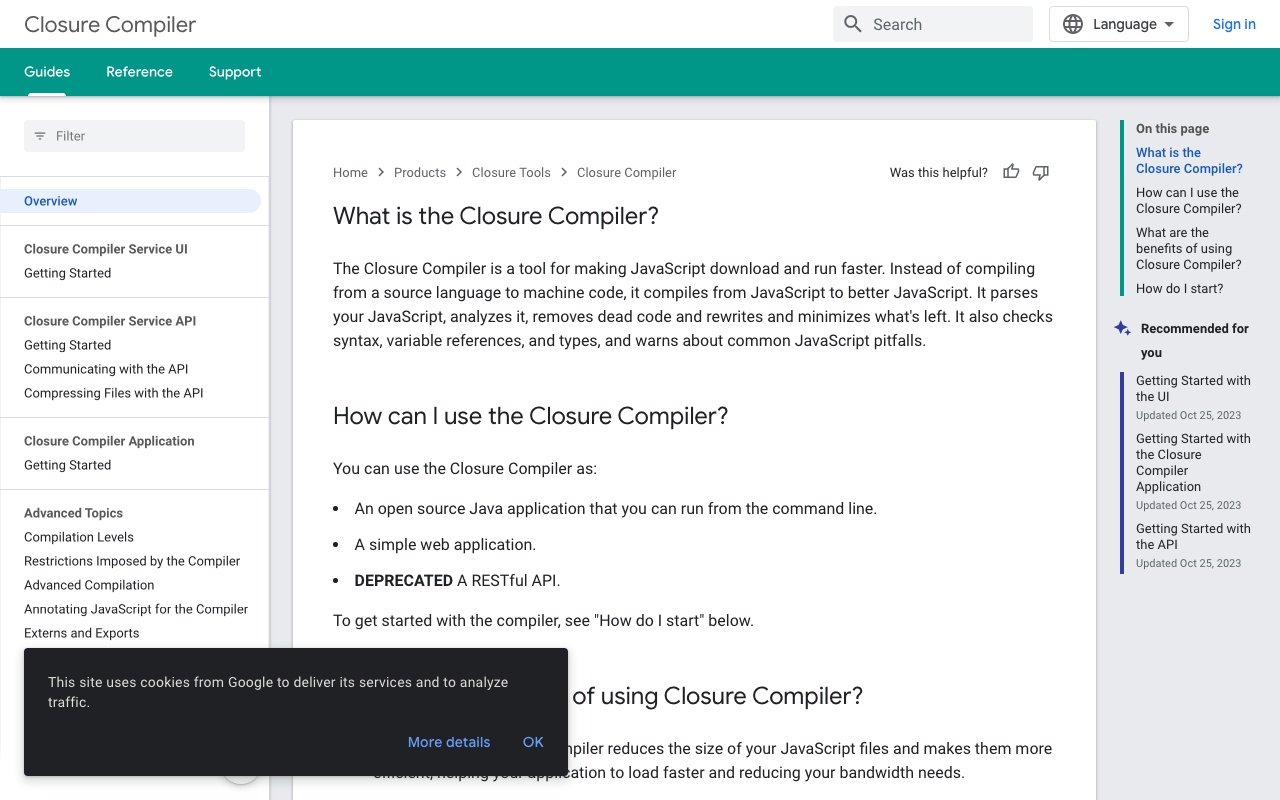 Closure Compiler
Search
Language
Sign in
Guides
Reference
Support
Filter
Overview
Closure Compiler Service UI
Getting Started
Closure Compiler Service API
Getting Started
Communicating with the API
Compressing Files with the API
Closure Compiler Application
Getting Started
Advanced Topics
Compilation Levels
Restrictions Imposed by the Compiler
Advanced Compilation
Annotating JavaScript for the Compiler
Externs and Exports
Home
Products
Closure Tools
Closure Compiler
Was this helpful?
What is the Closure Compiler?
The Closure Compiler is a tool for making JavaScript download and run faster. Instead of compiling
from a source language to machine code, it compiles from JavaScript to better JavaScript. It parses
your JavaScript, analyzes it, removes dead code and rewrites and minimizes what's left. It also checks
syntax, variable references, and types, and warns about common JavaScript pitfalls.
How can I use the Closure Compiler?
You can use the Closure Compiler as:
• An open source Java application that you can run from the command line.
• A simple web application.
• DEPRECATED A RESTful API.
To get started with the compiler, see "How do I start" below.
of using Closure Compiler?
reduces the size of your JavaScript files and makes them more
to load faster and reducing your bandwidth needs.
On this page
What is the
Closure Compiler?
How can I use the
Closure Compiler?
What are the
benefits of using
Closure Compiler?
How do I start?
Recommended for
you
Getting Started with
the UI
Updated Oct 25, 2023
Getting Started with
the Closure
Compiler
Application
Updated Oct 25, 2023
Getting Started with
the API
Updated Oct 25, 2023
This site uses cookies from Google to deliver its services and to analyze
traffic.
More details
OK